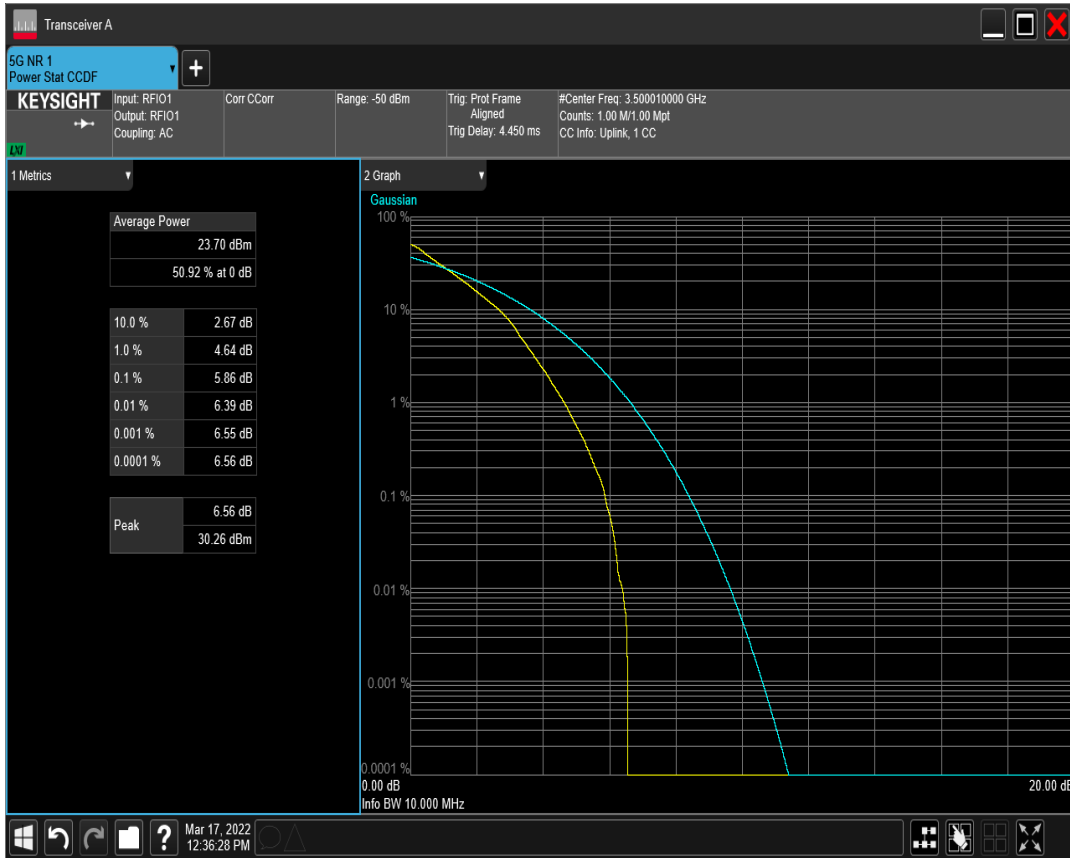 Transceiver A
5G NR 1
Power Stat CCDF
KEYSIGHT
LXI
Input: RFIO1
Output: RFIO1
Coupling: AC
Corr CCorr
Range: -50 dBm
Trig: Prot Frame
Aligned
Trig Delay: 4.450 ms
#Center Freq: 3.500010000 GHz
Counts: 1.00 M/1.00 Mpt
CC Info: Uplink, 1 CC
1 Metrics
Average Power
23.70 dBm
50.92 % at 0 dB
10.0 % 2.67 dB
1.0 % 4.64 dB
0.1 % 5.86 dB
0.01 % 6.39 dB
0.001 % 6.55 dB
0.0001 % 6.56 dB
Peak
6.56 dB
30.26 dBm
2 Graph
Gaussian
100 %
10 %
1 %
0.1 %
0.01 %
0.001 %
0.0001 %
0.00 dB 20.00 dB
Info BW 10.000 MHz
?
Mar 17, 2022
12:36:28 PM